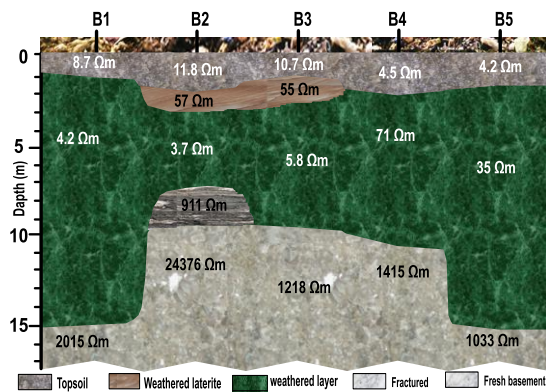 B1 B2 B3 B4 B5
0
8.7 Ωm 11.8 Ωm 10.7 Ωm 4.5 Ωm 4.2 Ωm
57 Ωm 55 Ωm
4.2 Ωm 3.7 Ωm 5.8 Ωm 71 Ωm 35 Ωm
5
Dapth (m)
911 Ωm
10
24376 Ωm 1218 Ωm 1415 Ωm
15
2015 Ωm 1033 Ωm
Topsoil Weathered laterite weathered layer Fractured Fresh basement